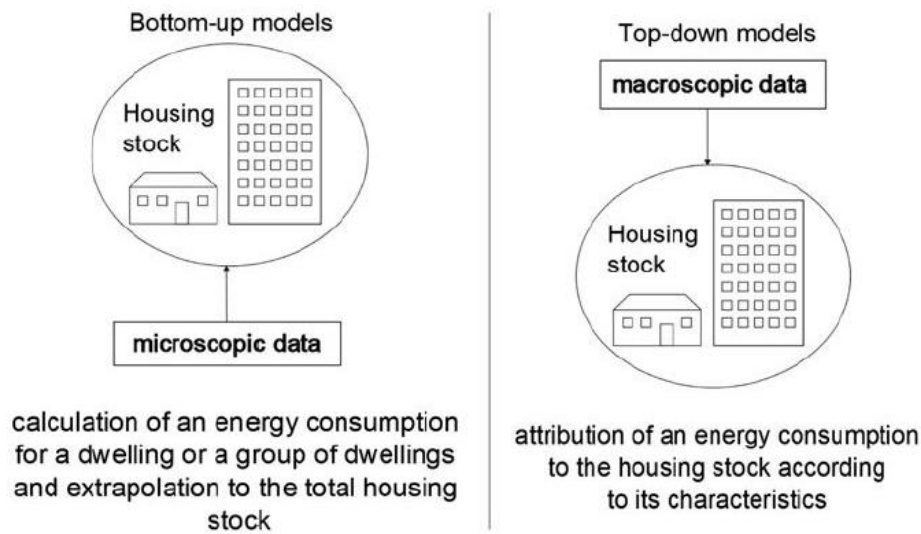 Bottom-up models
Housing
stock
microscopic data
calculation of an energy consumption
for a dwelling or a group of dwellings
and extrapolation to the total housing
stock
Top-down models
macroscopic data
Housing
stock
attribution of an energy consumption
to the housing stock according
to its characteristics